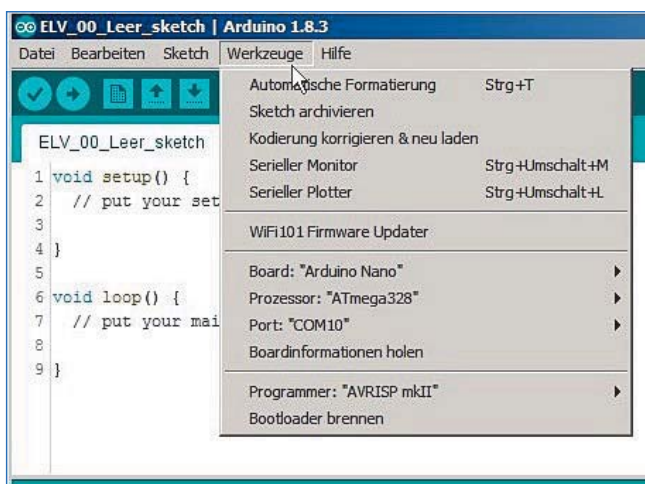 ELV_00_Leer_sketch | Arduino 1.8.3
Datei Bearbeiten Sketch Werkzeuge Hilfe
ELV_00_Leer_sketch
1 void setup() {
2 // put your set
3
4 }
5
6 void loop() {
7 // put your mai
8
9 }
Automatische Formatierung Strg+T
Sketch archivieren
Kodierung korrigieren & neu laden
Serieller Monitor Strg+Umschalt+M
Serieller Plotter Strg+Umschalt+L
WiFi101 Firmware Updater
Board: "Arduino Nano"
Prozessor: "ATmega328"
Port: "COM10"
Boardinformationen holen
Programmer: "AVRISP mkII"
Bootloader brennen